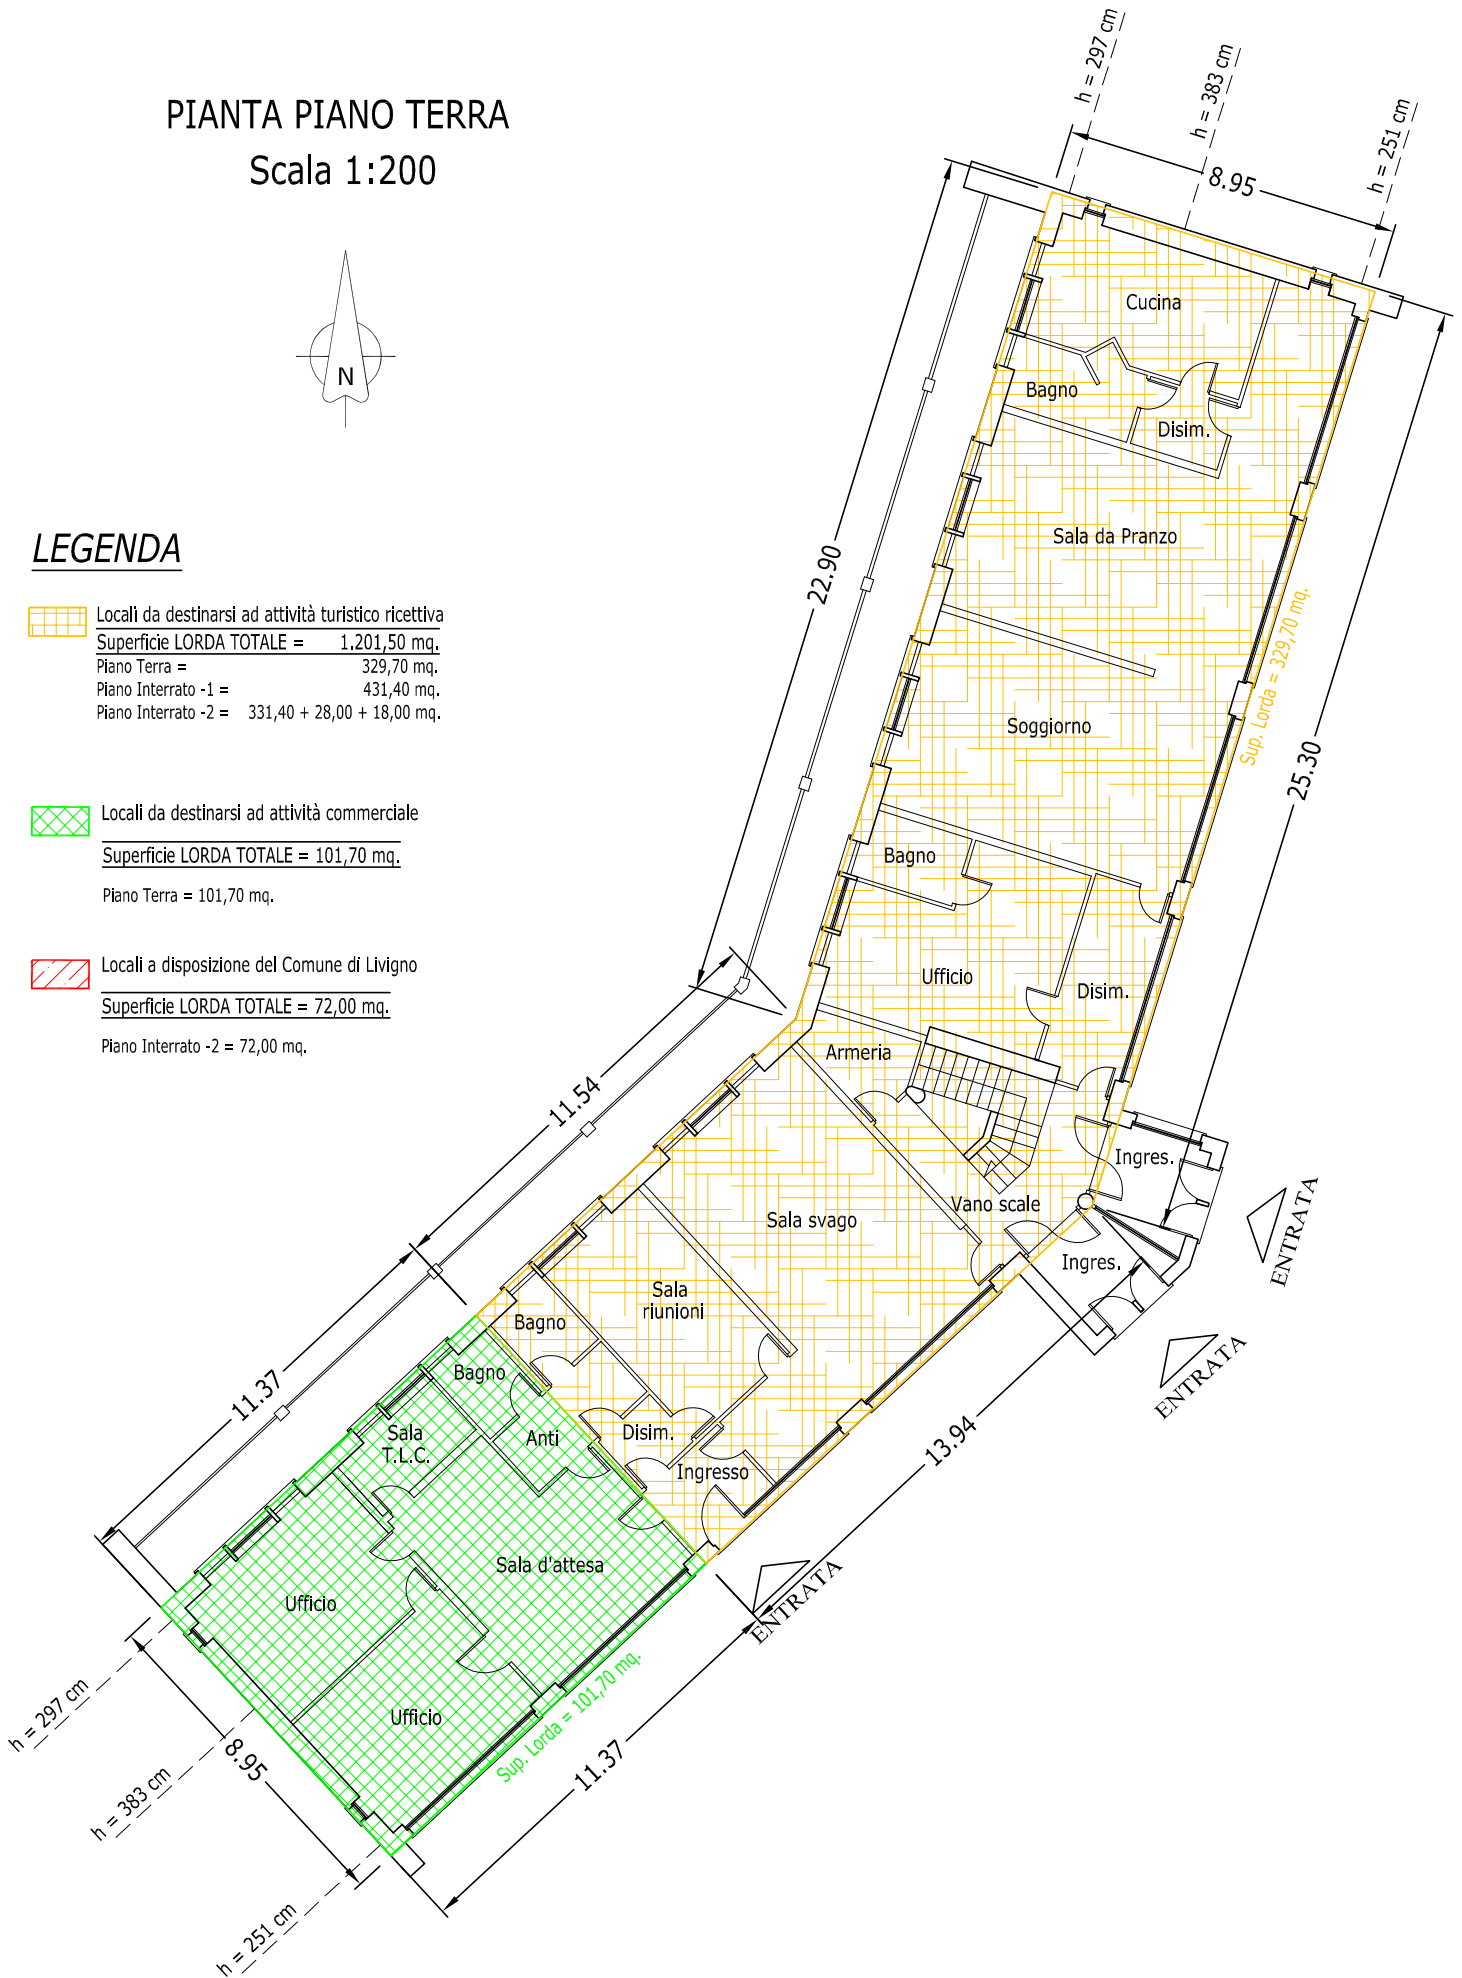 PIANTA PIANO TERRA
Scala 1:200
N
h = 297 cm
h = 383 cm
h = 251 cm
8.95
LEGENDA
Locali da destinarsi ad attività turistico ricettiva
Superficie LORDA TOTALE = 1.201,50 mq.
Piano Terra = 329,70 mq.
Piano Interrato -1 = 431,40 mq.
Piano Interrato -2 = 331,40 + 28,00 + 18,00 mq.
Locali da destinarsi ad attività commerciale
Superficie LORDA TOTALE = 101,70 mq.
Piano Terra = 101,70 mq.
Locali a disposizione del Comune di Livigno
Superficie LORDA TOTALE = 72,00 mq.
Piano Interrato -2 = 72,00 mq.
Cucina
Bagno
Disim.
Sala da Pranzo
22.90
Sup. Lorda = 329,70 mq.
Soggiorno
25.30
Bagno
Ufficio
Disim.
Armeria
11.54
Ingres.
Vano scale
Sala svago
ENTRATA
Ingres.
Sala
riunioni
Bagno
ENTRATA
11.37
Bagno
Sala
T.L.C.
Anti
Disim.
Ingresso
13.94
Sala d'attesa
Ufficio
ENTRATA
Ufficio
Sup. Lorda = 101,70 mq.
11.37
h = 297 cm
8.95
h = 383 cm
h = 251 cm